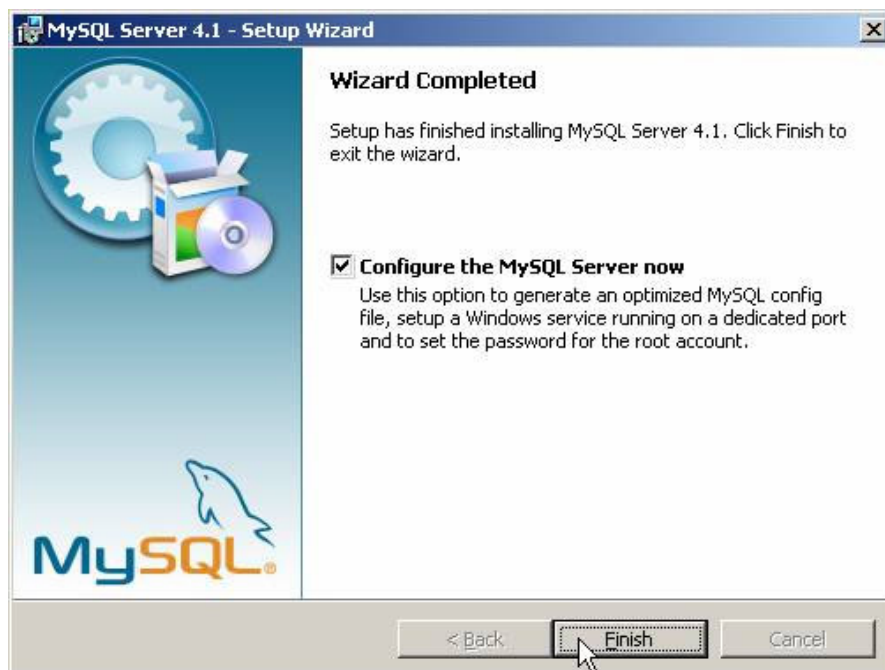 MySQL Server 4.1 - Setup Wizard
Wizard Completed
Setup has finished installing MySQL Server 4.1. Click Finish to
exit the wizard.
Configure the MySQL Server now
Use this option to generate an optimized MySQL config
file, setup a Windows service running on a dedicated port
and to set the password for the root account.
MySQL®
< Back
Finish
Cancel